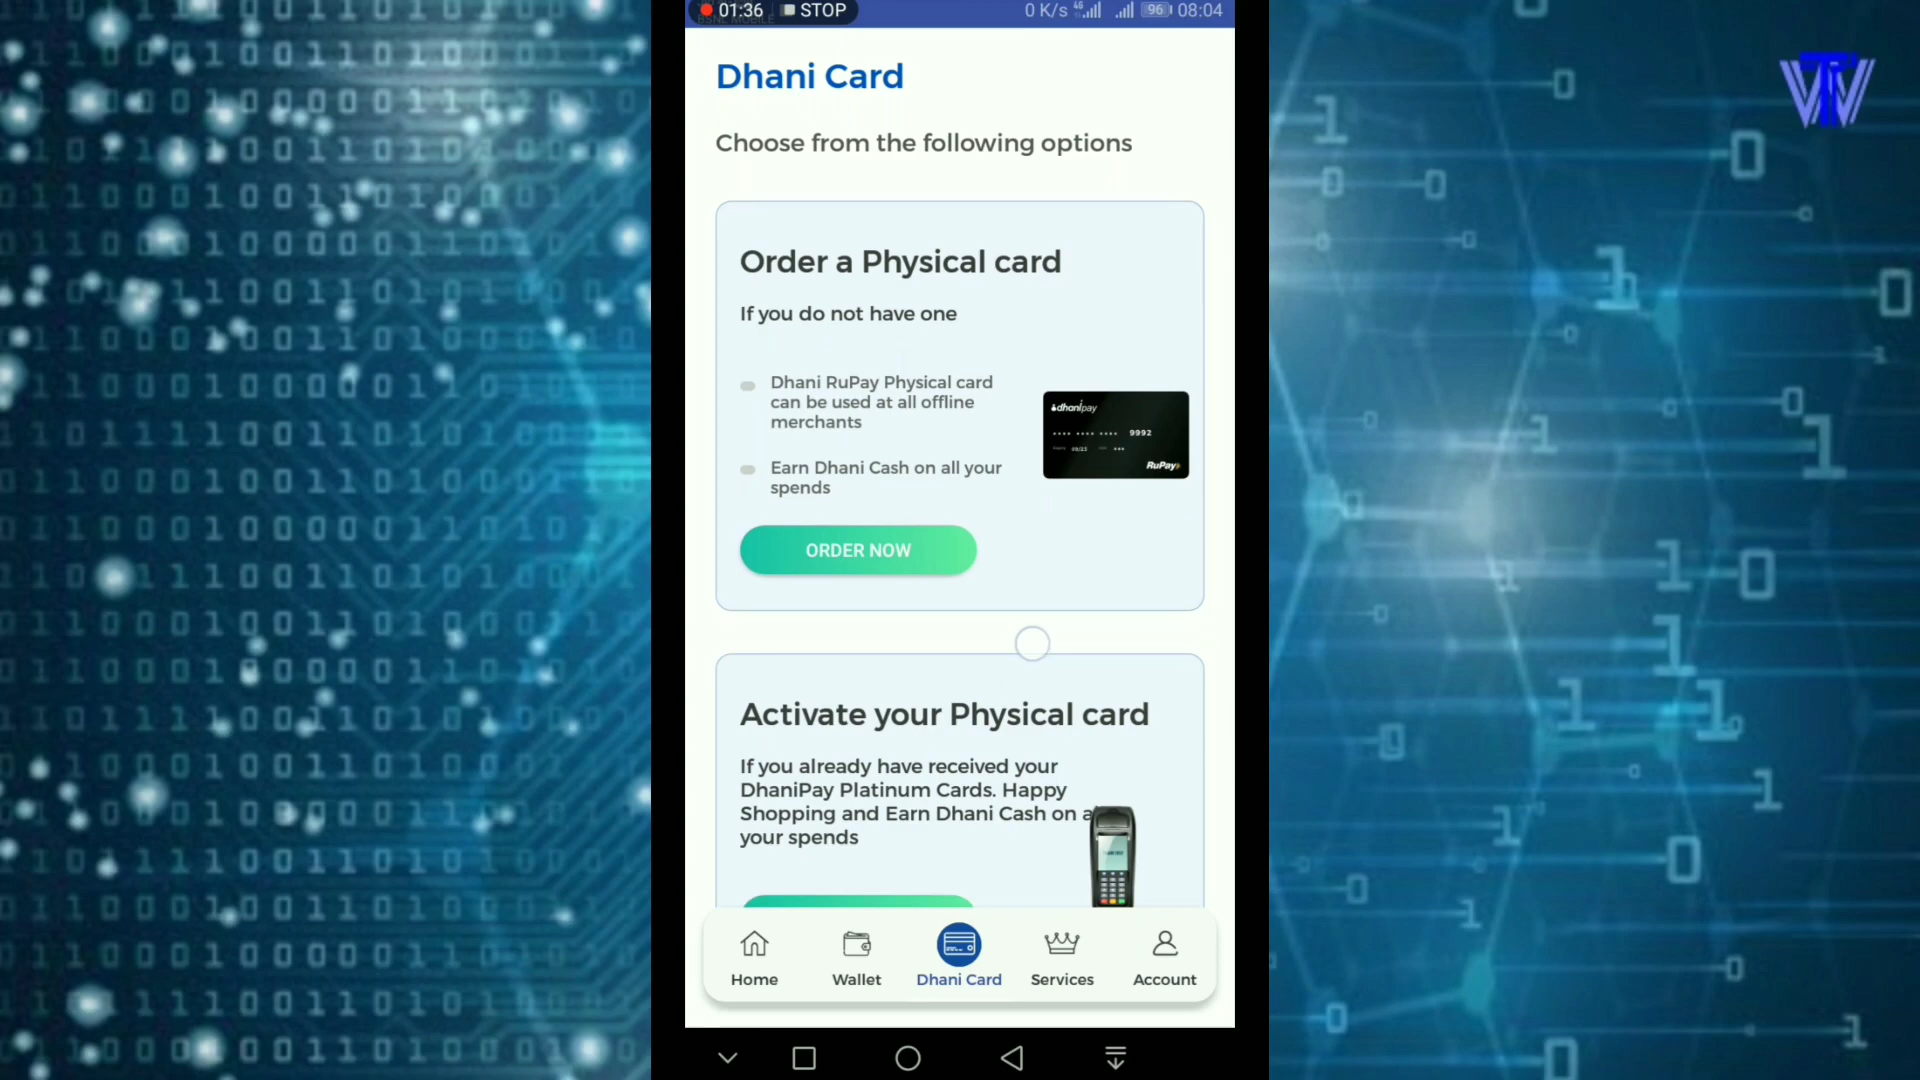 01:36 STOP 0 K/s 4G 96 08:04
BSNL MOBILE
Dhani Card
Choose from the following options
Order a Physical card
If you do not have one
Dhani RuPay Physical card
can be used at all offline
merchants
Earn Dhani Cash on all your
spends
dhanipay
9992
RuPay
ORDER NOW
Activate your Physical card
If you already have received your
DhaniPay Platinum Cards. Happy
Shopping and Earn Dhani Cash on a
your spends
Home Wallet Dhani Card Services Account